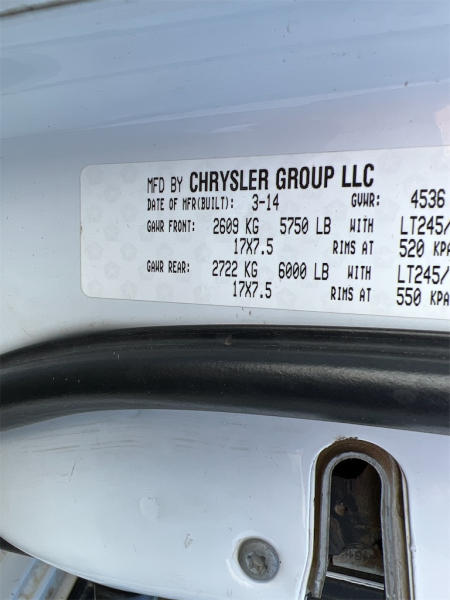 MFD BY CHRYSLER GROUP LLC
DATE OF MFR(BUILT): 3-14 GVWR: 4536
GAWR FRONT: 2609 KG 5750 LB WITH LT245/
17X7.5 RIMS AT 520 KPA
GAWR REAR: 2722 KG 6000 LB WITH LT245/
17X7.5 RIMS AT 550 KPA